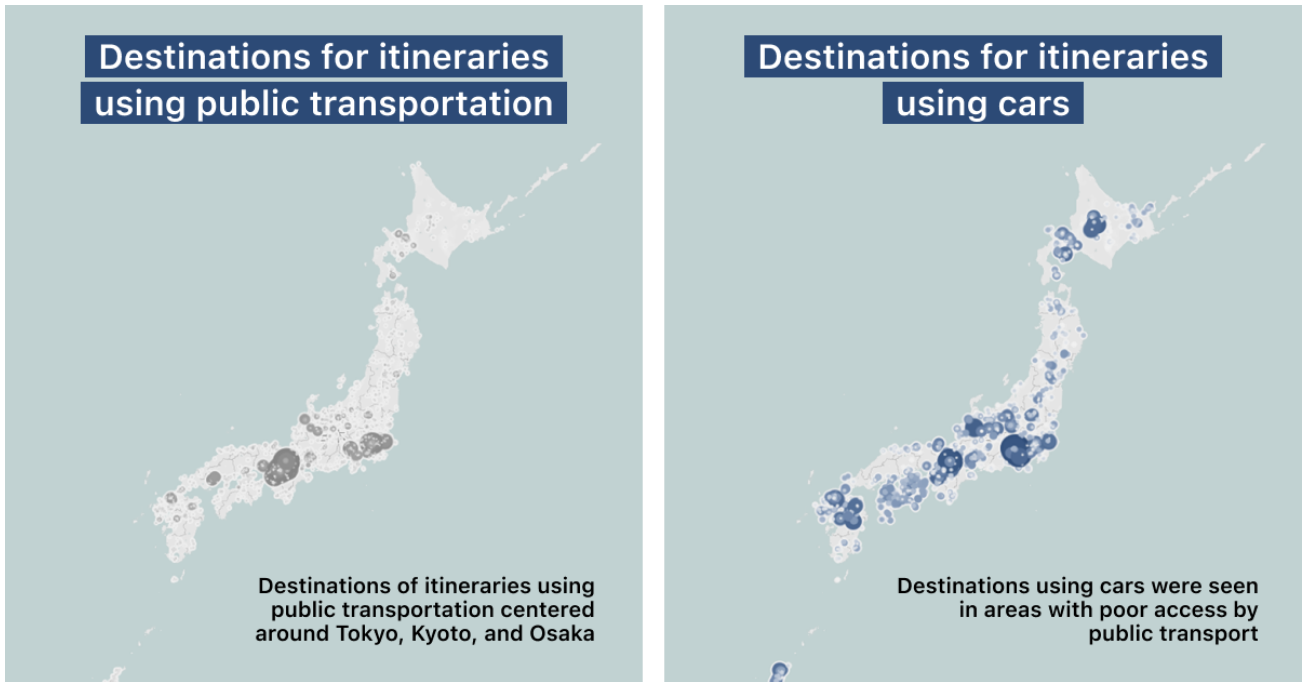 Destinations for itineraries
using public transportation
Destinations of itineraries using
public transportation centered
around Tokyo, Kyoto, and Osaka
Destinations for itineraries
using cars
Destinations using cars were seen
in areas with poor access by
public transport